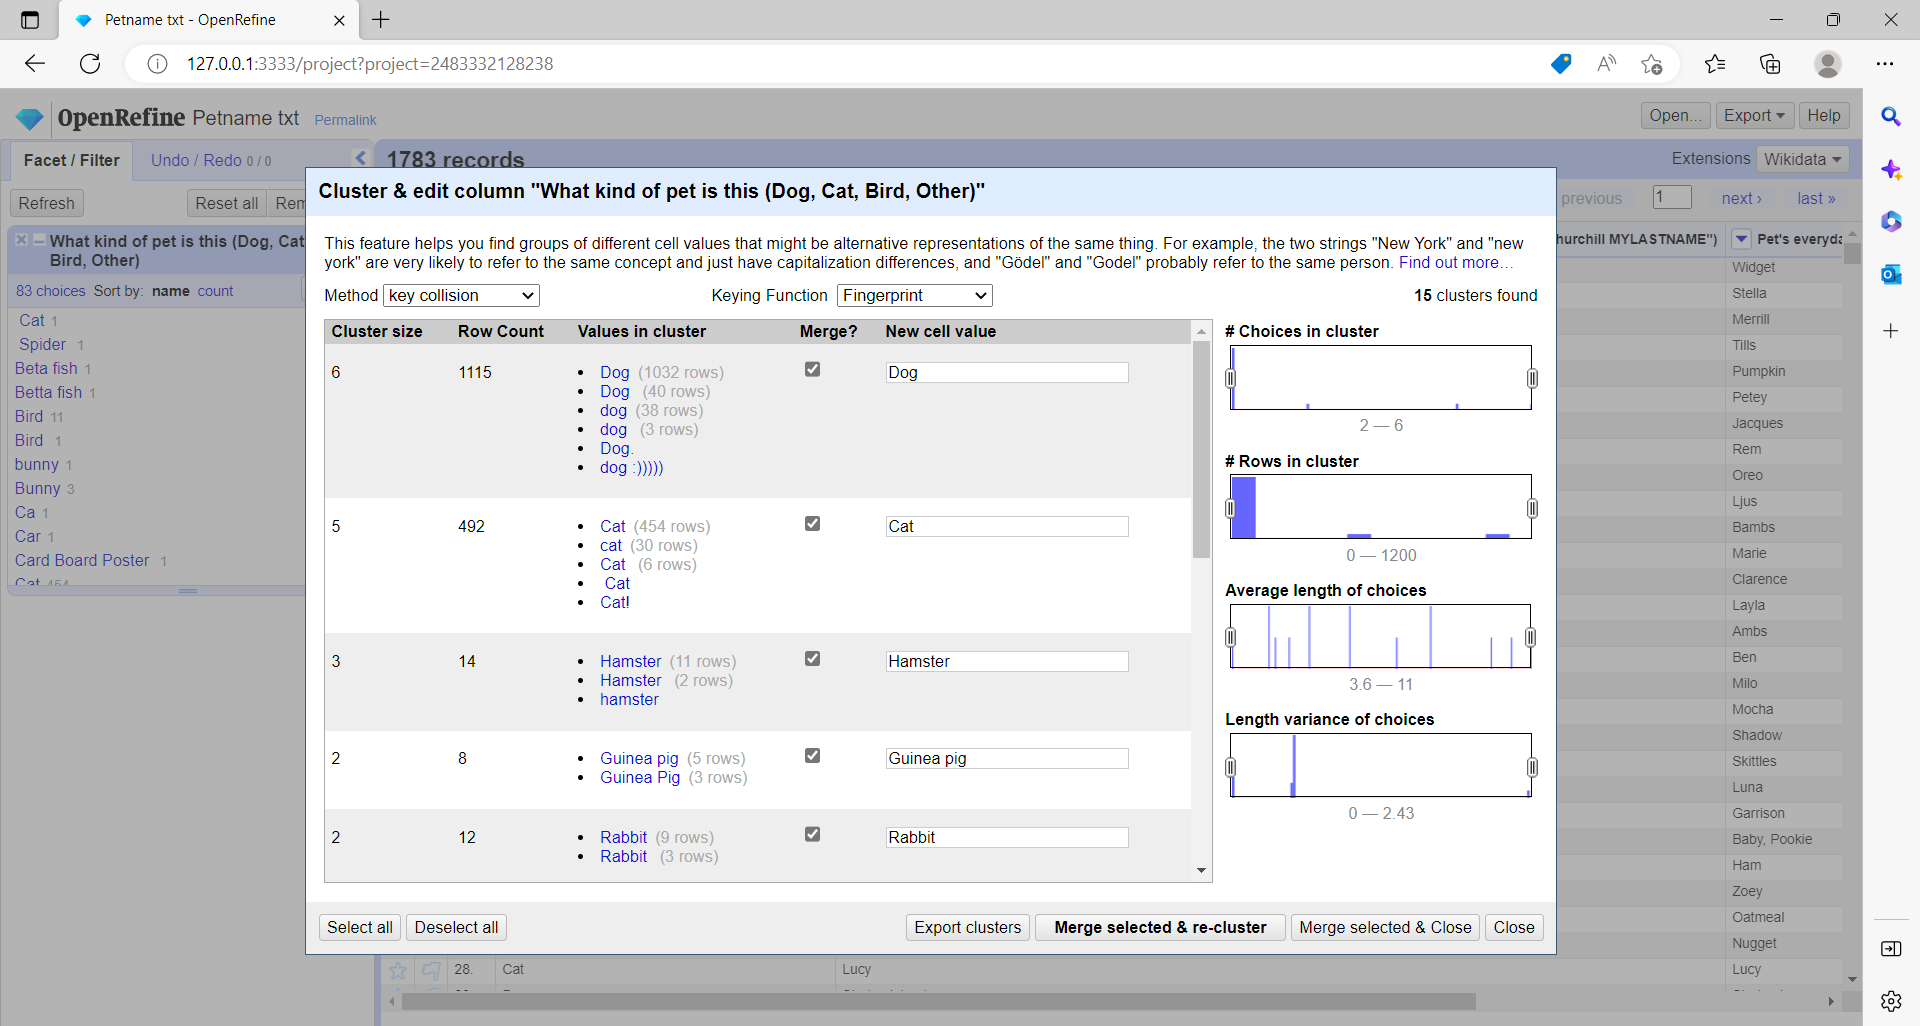 Petname txt - OpenRefine
127.0.0.1:3333/project?project=2483332128238
OpenRefine Petname txt Permalink
Open... Export Help
Facet / Filter Undo / Redo 0 / 0
1783 records
Extensions Wikidata
Refresh Reset all Rem
previous 1 next › last »
What kind of pet is this (Dog, Cat
Bird, Other)
83 choices Sort by: name count
Cat 1
Spider 1
Beta fish 1
Betta fish 1
Bird 11
Bird 1
bunny 1
Bunny 3
Ca 1
Car 1
Card Board Poster 1
Cat 454
Cluster & edit column "What kind of pet is this (Dog, Cat, Bird, Other)"
This feature helps you find groups of different cell values that might be alternative representations of the same thing. For example, the two strings "New York" and "new
york" are very likely to refer to the same concept and just have capitalization differences, and "Gödel" and "Godel" probably refer to the same person. Find out more...
Method key collision Keying Function Fingerprint 15 clusters found
Cluster size Row Count Values in cluster Merge? New cell value
6 1115 • Dog (1032 rows) Dog
• Dog (40 rows)
• dog (38 rows)
• dog (3 rows)
• Dog.
• dog :)))))
5 492 • Cat (454 rows) Cat
• cat (30 rows)
• Cat (6 rows)
• Cat
• Cat!
3 14 • Hamster (11 rows) Hamster
• Hamster (2 rows)
• hamster
2 8 • Guinea pig (5 rows) Guinea pig
• Guinea Pig (3 rows)
2 12 • Rabbit (9 rows) Rabbit
• Rabbit (3 rows)
# Choices in cluster
2 — 6
# Rows in cluster
0 — 1200
Average length of choices
3.6 — 11
Length variance of choices
0 — 2.43
Select all Deselect all Export clusters Merge selected & re-cluster Merge selected & Close Close
hurchill MYLASTNAME") Pet's everyda
Widget
Stella
Merrill
Tills
Pumpkin
Petey
Jacques
Rem
Oreo
Ljus
Bambs
Marie
Clarence
Layla
Ambs
Ben
Milo
Mocha
Shadow
Skittles
Luna
Garrison
Baby, Pookie
Ham
Zoey
Oatmeal
Nugget
28. Cat Lucy Lucy